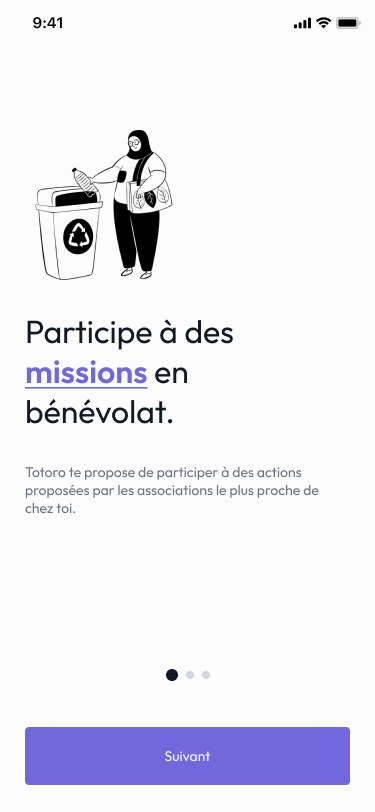 9:41
Participe à des
missions en
bénévolat.
Totoro te propose de participer à des actions
proposées par les associations le plus proche de
chez toi.
Suivant